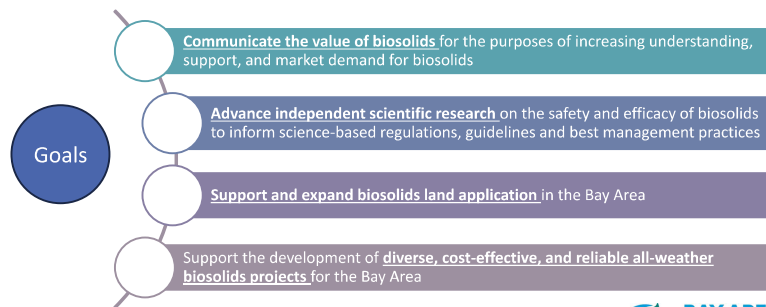 Communicate the value of biosolids for the purposes of increasing understanding,
support, and market demand for biosolids
Advance independent scientific research on the safety and efficacy of biosolids
to inform science-based regulations, guidelines and best management practices
Goals
Support and expand biosolids land application in the Bay Area
Support the development of diverse, cost-effective, and reliable all-weather
biosolids projects for the Bay Area